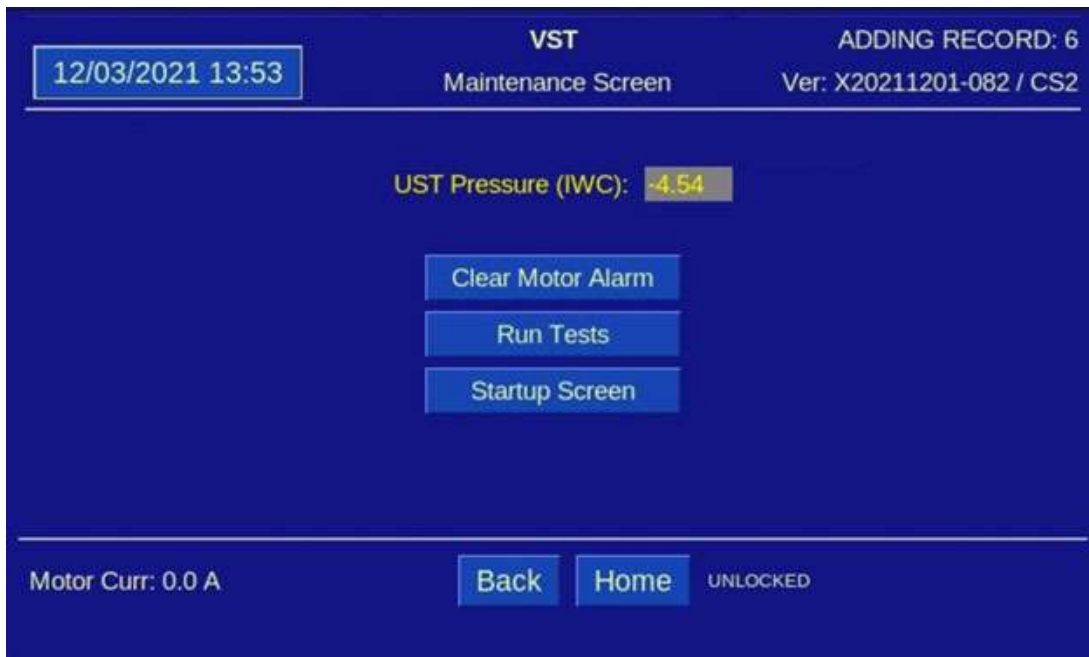 VST
ADDING RECORD: 6
12/03/2021 13:53
Maintenance Screen
Ver: X20211201-082 / CS2
UST Pressure (IWC): -4.54
Clear Motor Alarm
Run Tests
Startup Screen
Motor Curr: 0.0 A
Back
Home
UNLOCKED